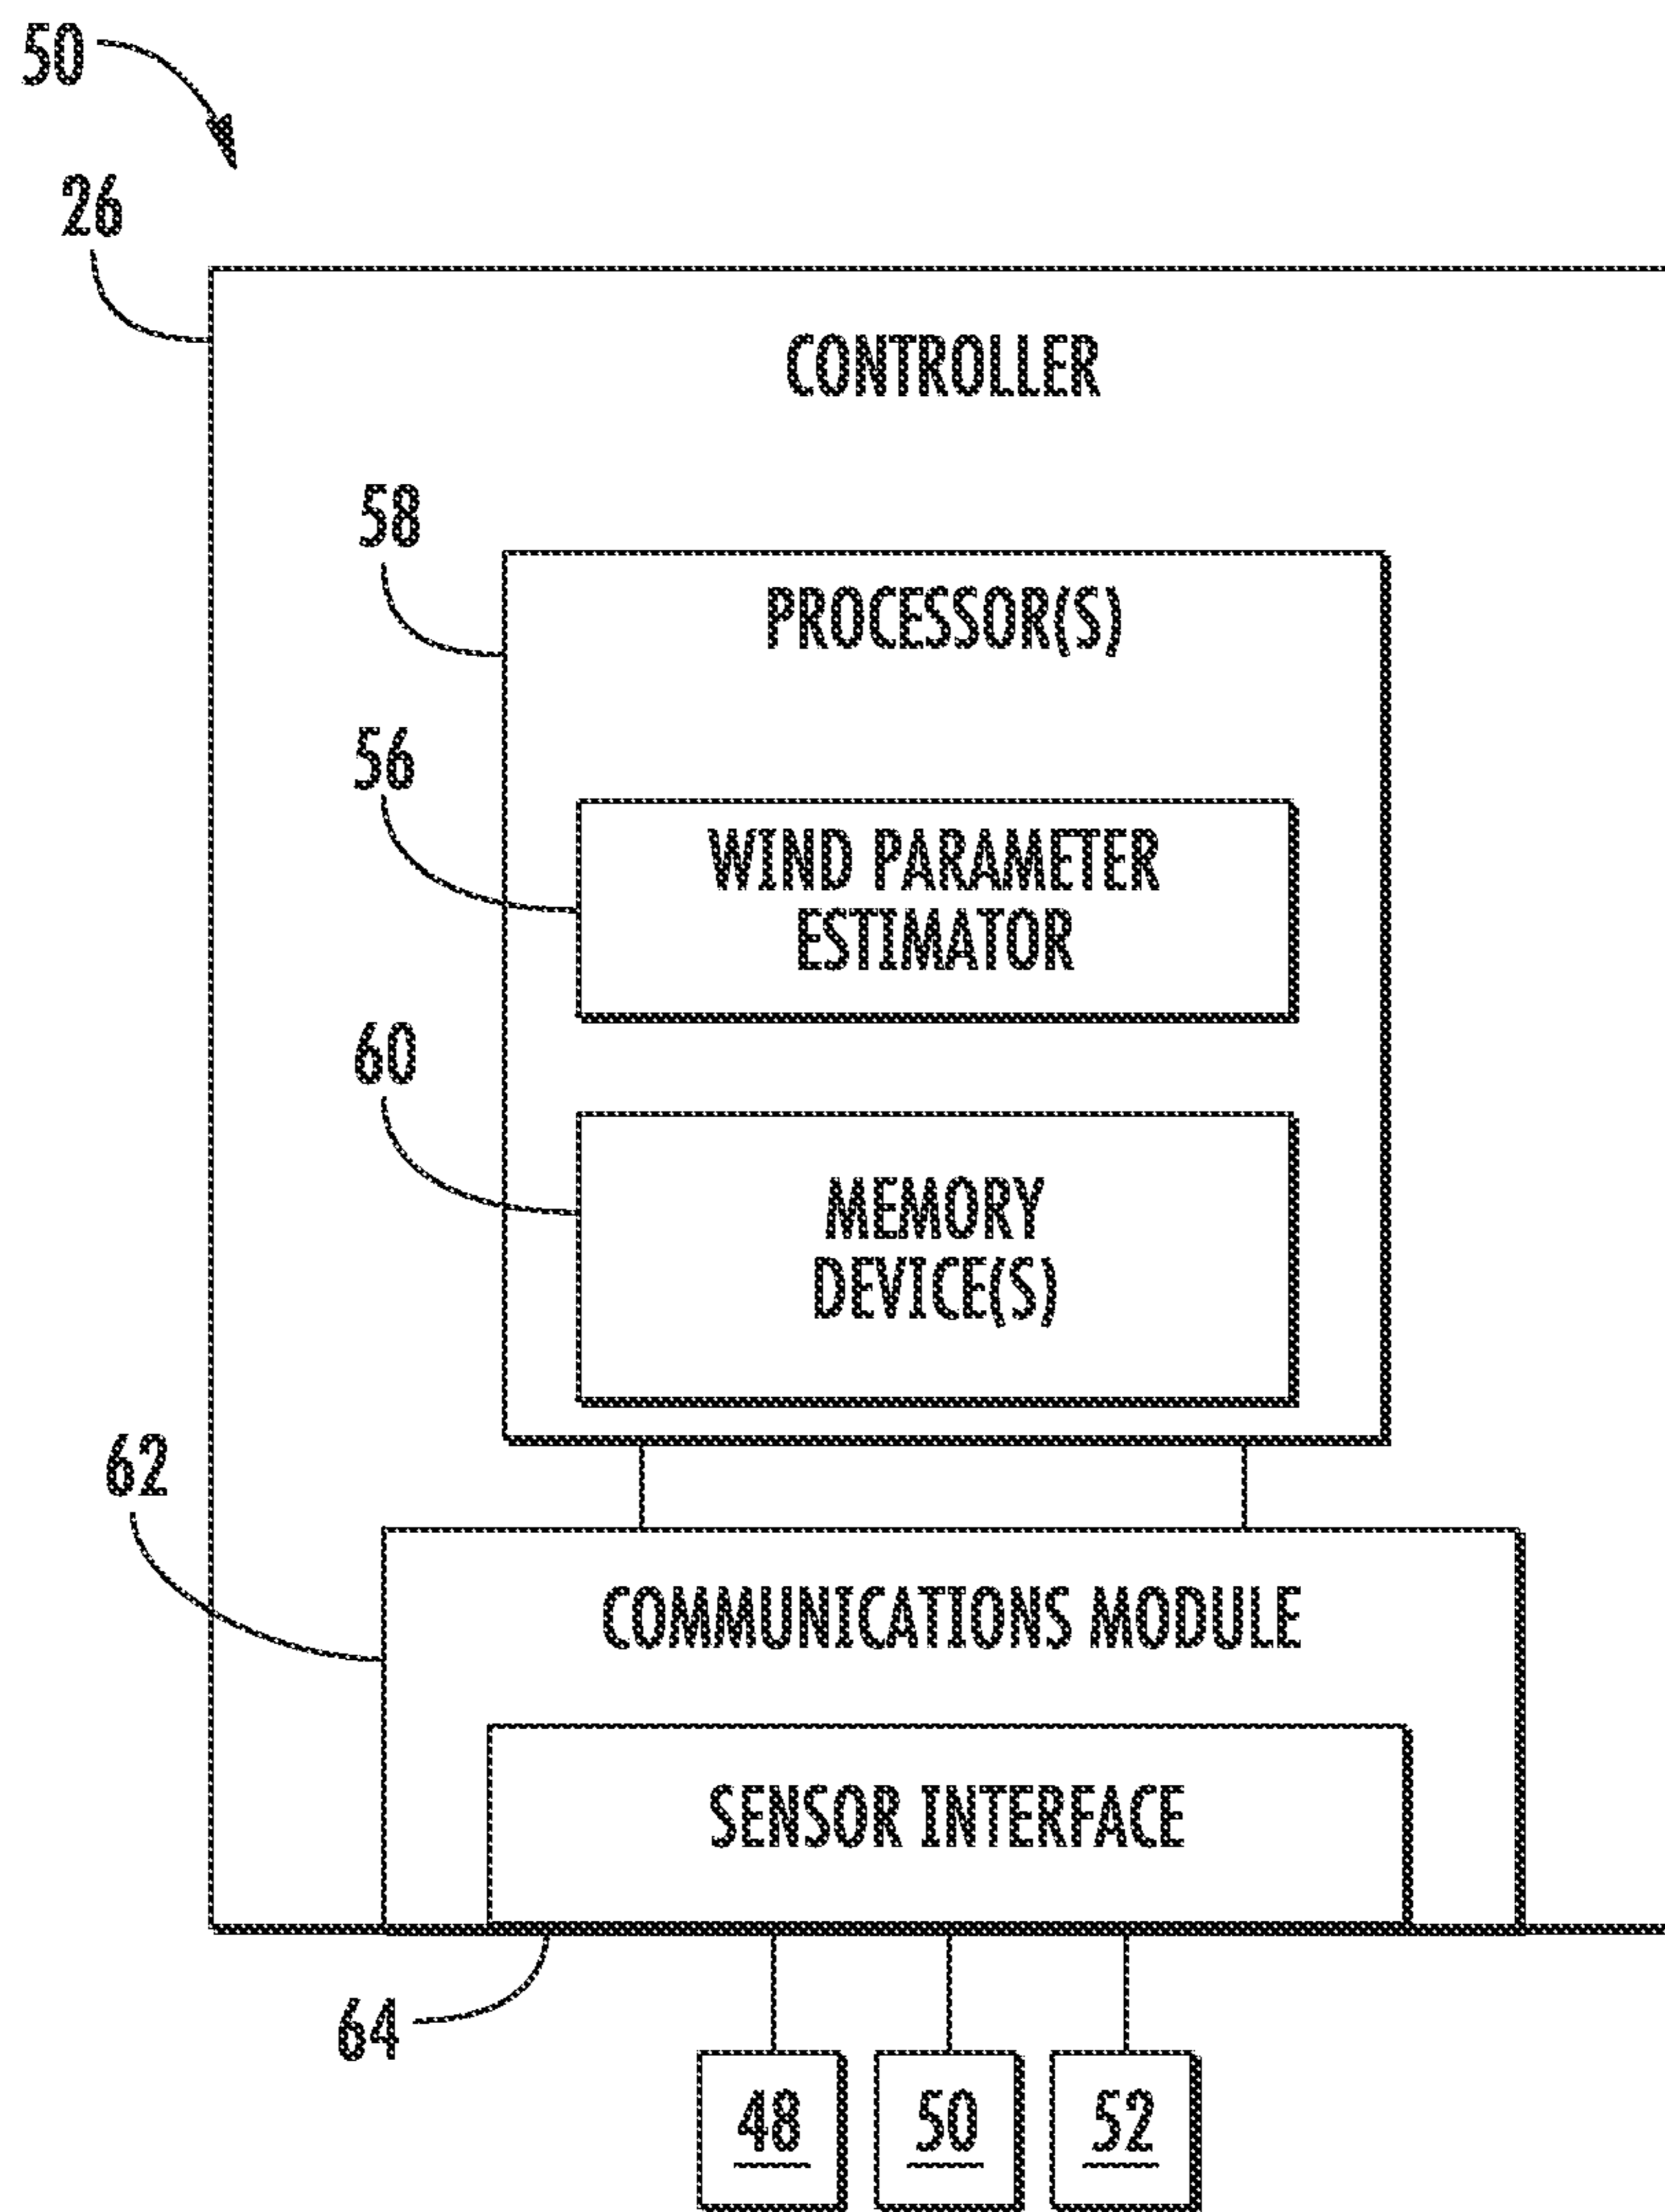 50
26
CONTROLLER
58
PROCESSOR(S)
56
WIND PARAMETER
ESTIMATOR
60
MEMORY
DEVICE(S)
62
COMMUNICATIONS MODULE
SENSOR INTERFACE
64
48 50 52